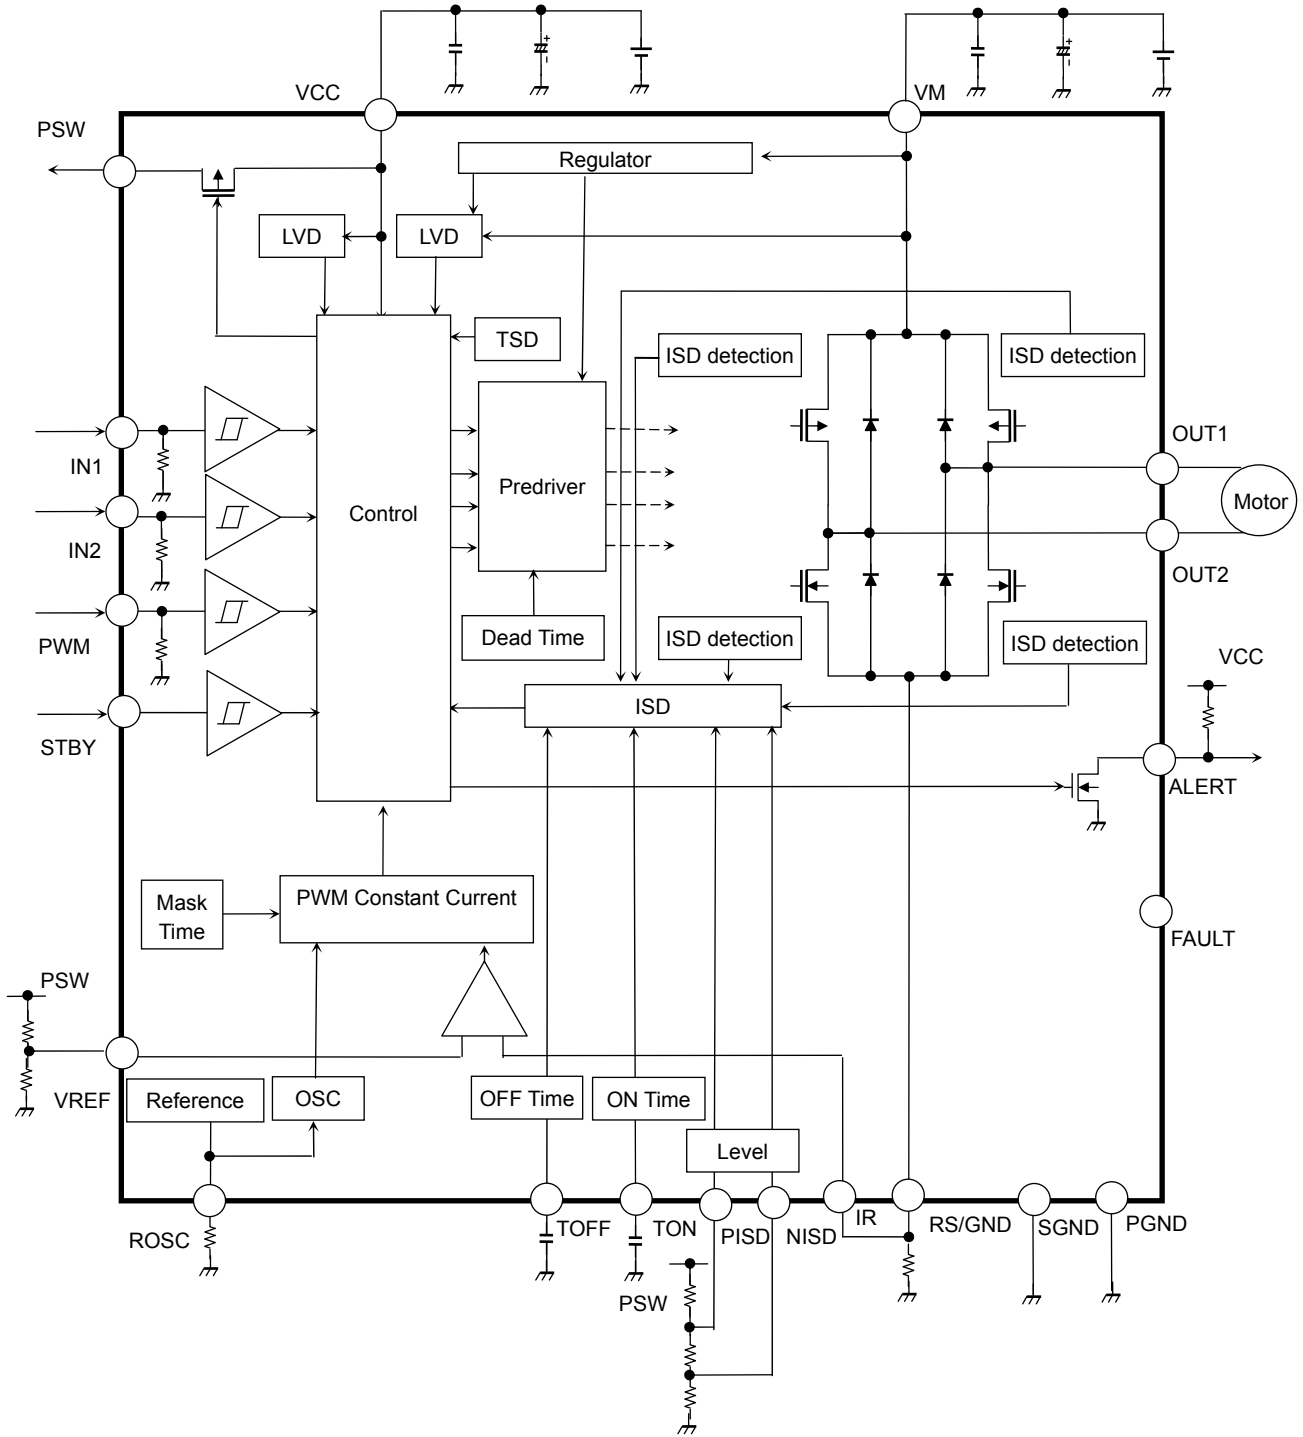 VCC
VM
PSW
Regulator
LVD
LVD
TSD
ISD detection
ISD detection
OUT1
IN1
Predriver
Motor
Control
IN2
OUT2
PWM
Dead Time
ISD detection
ISD detection
VCC
STBY
ISD
ALERT
PWM Constant Current
Mask
Time
FAULT
PSW
VREF
Reference
OSC
OFF Time
ON Time
Level
ROSC
TOFF
TON
PISD
NISD
IR
RS/GND
SGND
PGND
PSW
+
-
+
-